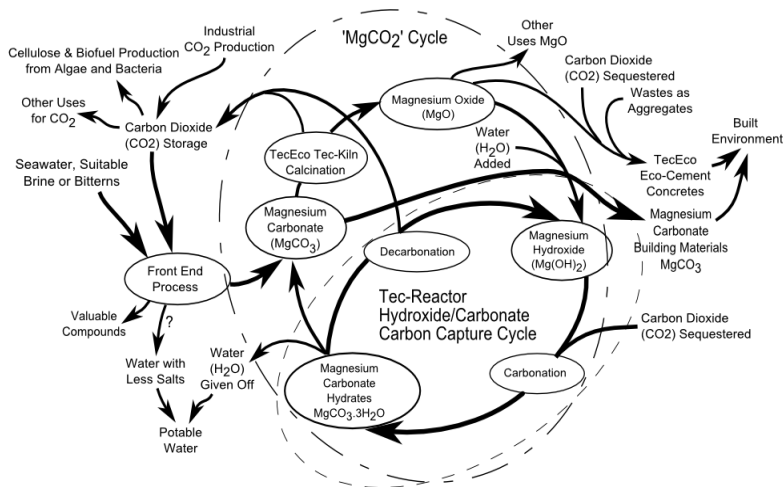 Industrial
CO2 Production
'MgCO2' Cycle
Other
Uses MgO
Cellulose & Biofuel Production
from Algae and Bacteria
Carbon Dioxide
(CO2) Sequestered
Other Uses
for CO2
Magnesium Oxide
(MgO)
Wastes as
Aggregates
Carbon Dioxide
(CO2) Storage
Water
(H2O)
Added
Built
Environment
TecEco Tec-Kiln
Calcination
TecEco
Eco-Cement
Concretes
Seawater, Suitable
Brine or Bitterns
Magnesium
Carbonate
(MgCO3)
Magnesium
Carbonate
Building Materials
MgCO3
Decarbonation
Magnesium
Hydroxide
(Mg(OH)2)
Front End
Process
Tec-Reactor
Hydroxide/Carbonate
Carbon Capture Cycle
Valuable
Compounds
?
Carbon Dioxide
(CO2) Sequestered
Water with
Less Salts
Water
(H2O)
Given Off
Magnesium
Carbonate
Hydrates
MgCO3.3H2O
Carbonation
Potable
Water